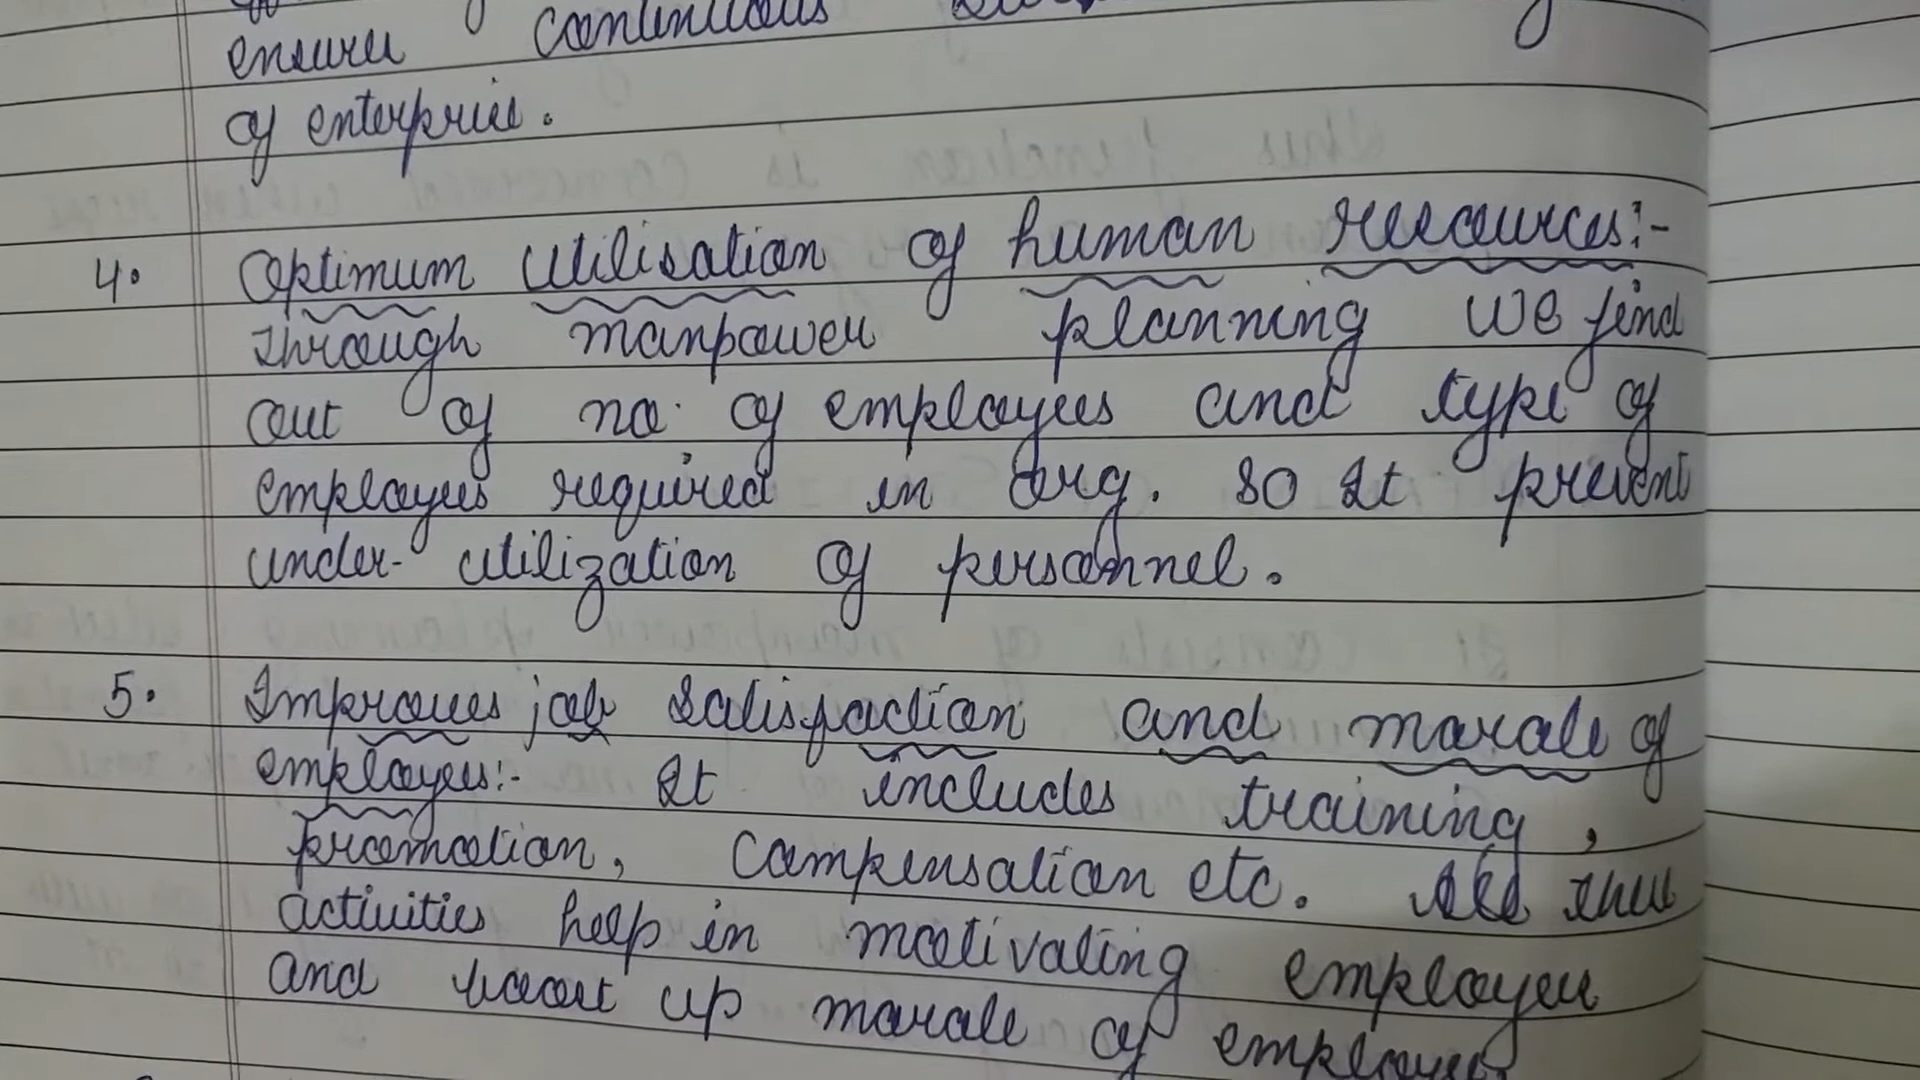 ensure continuous
of enterprise.
4. Optimum utilisation of human resources:-
Through manpower planning we find
out of no. of employees and type of
employees required in org. so It prevent
under-utilization of personnel.
5. Improves job satisfaction and morale of
employees:- It includes training,
promotion, compensation etc. All these
activities help in motivating employees
and boost up morale of employees